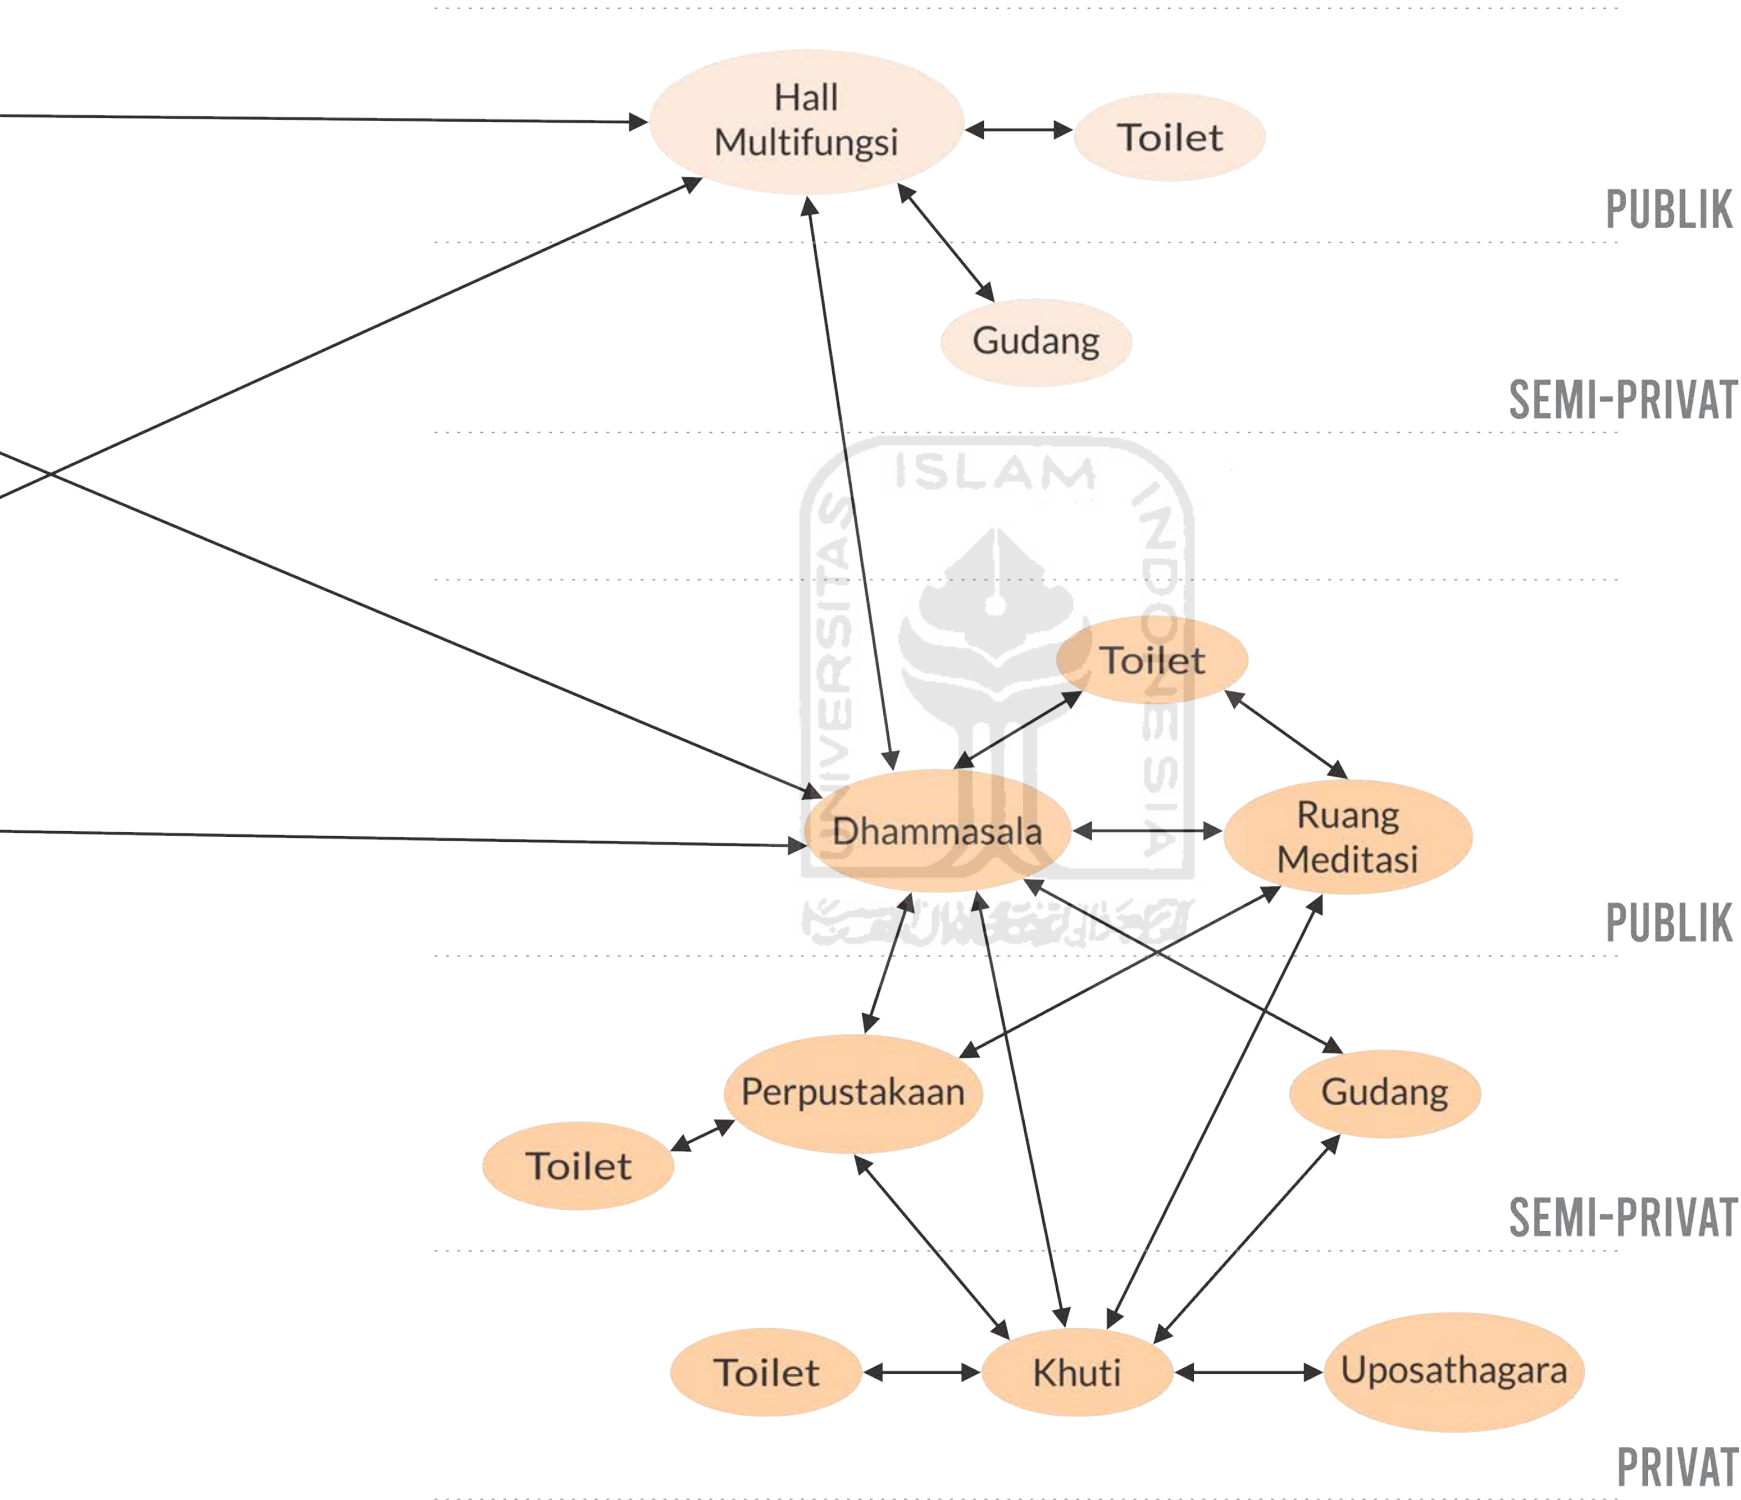 Hall
Multifungsi
Toilet
PUBLIK
Gudang
SEMI-PRIVAT
UNIVERSITAS
ISLAM
INDONESIA
Toilet
Dhammasala
Ruang
Meditasi
PUBLIK
Perpustakaan
Gudang
Toilet
SEMI-PRIVAT
Toilet
Khuti
Uposathagara
PRIVAT